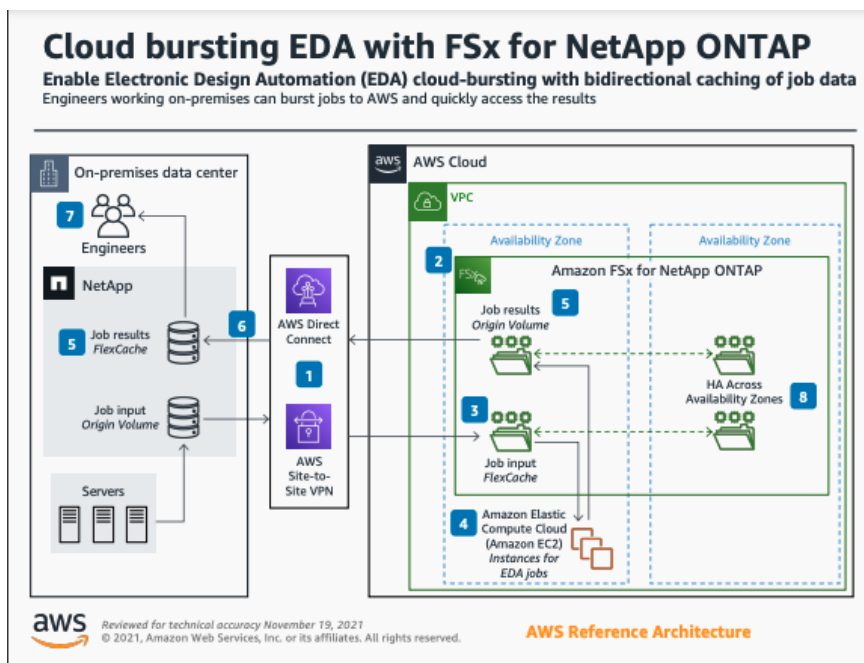 Cloud bursting EDA with FSx for NetApp ONTAP
Enable Electronic Design Automation (EDA) cloud-bursting with bidirectional caching of job data
Engineers working on-premises can burst jobs to AWS and quickly access the results
On-premises data center
7
Engineers
NetApp
5
Job results
FlexCache
6
Job input
Origin Volume
Servers
AWS Direct
Connect
1
AWS
Site-to-
Site VPN
aws
AWS Cloud
VPC
Availability Zone
Availability Zone
2
FSx
Amazon FSx for NetApp ONTAP
Job results
Origin Volume
5
3
Job input
FlexCache
HA Across
Availability Zones
8
4
Amazon Elastic
Compute Cloud
(Amazon EC2)
Instances for
EDA jobs
aws
Reviewed for technical accuracy November 19, 2021
© 2021, Amazon Web Services, Inc. or its affiliates. All rights reserved.
AWS Reference Architecture